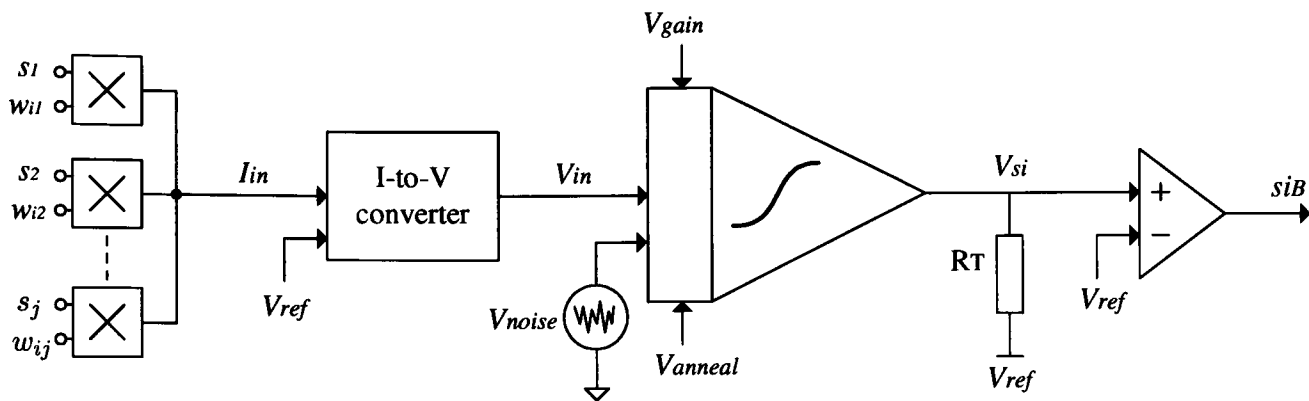 Vgain
s1
wi1
s2
wi2
sj
wij
Iin
I-to-V
converter
Vref
Vin
Vnoise
Vanneal
Vsi
RT
Vref
+
−
Vref
siB